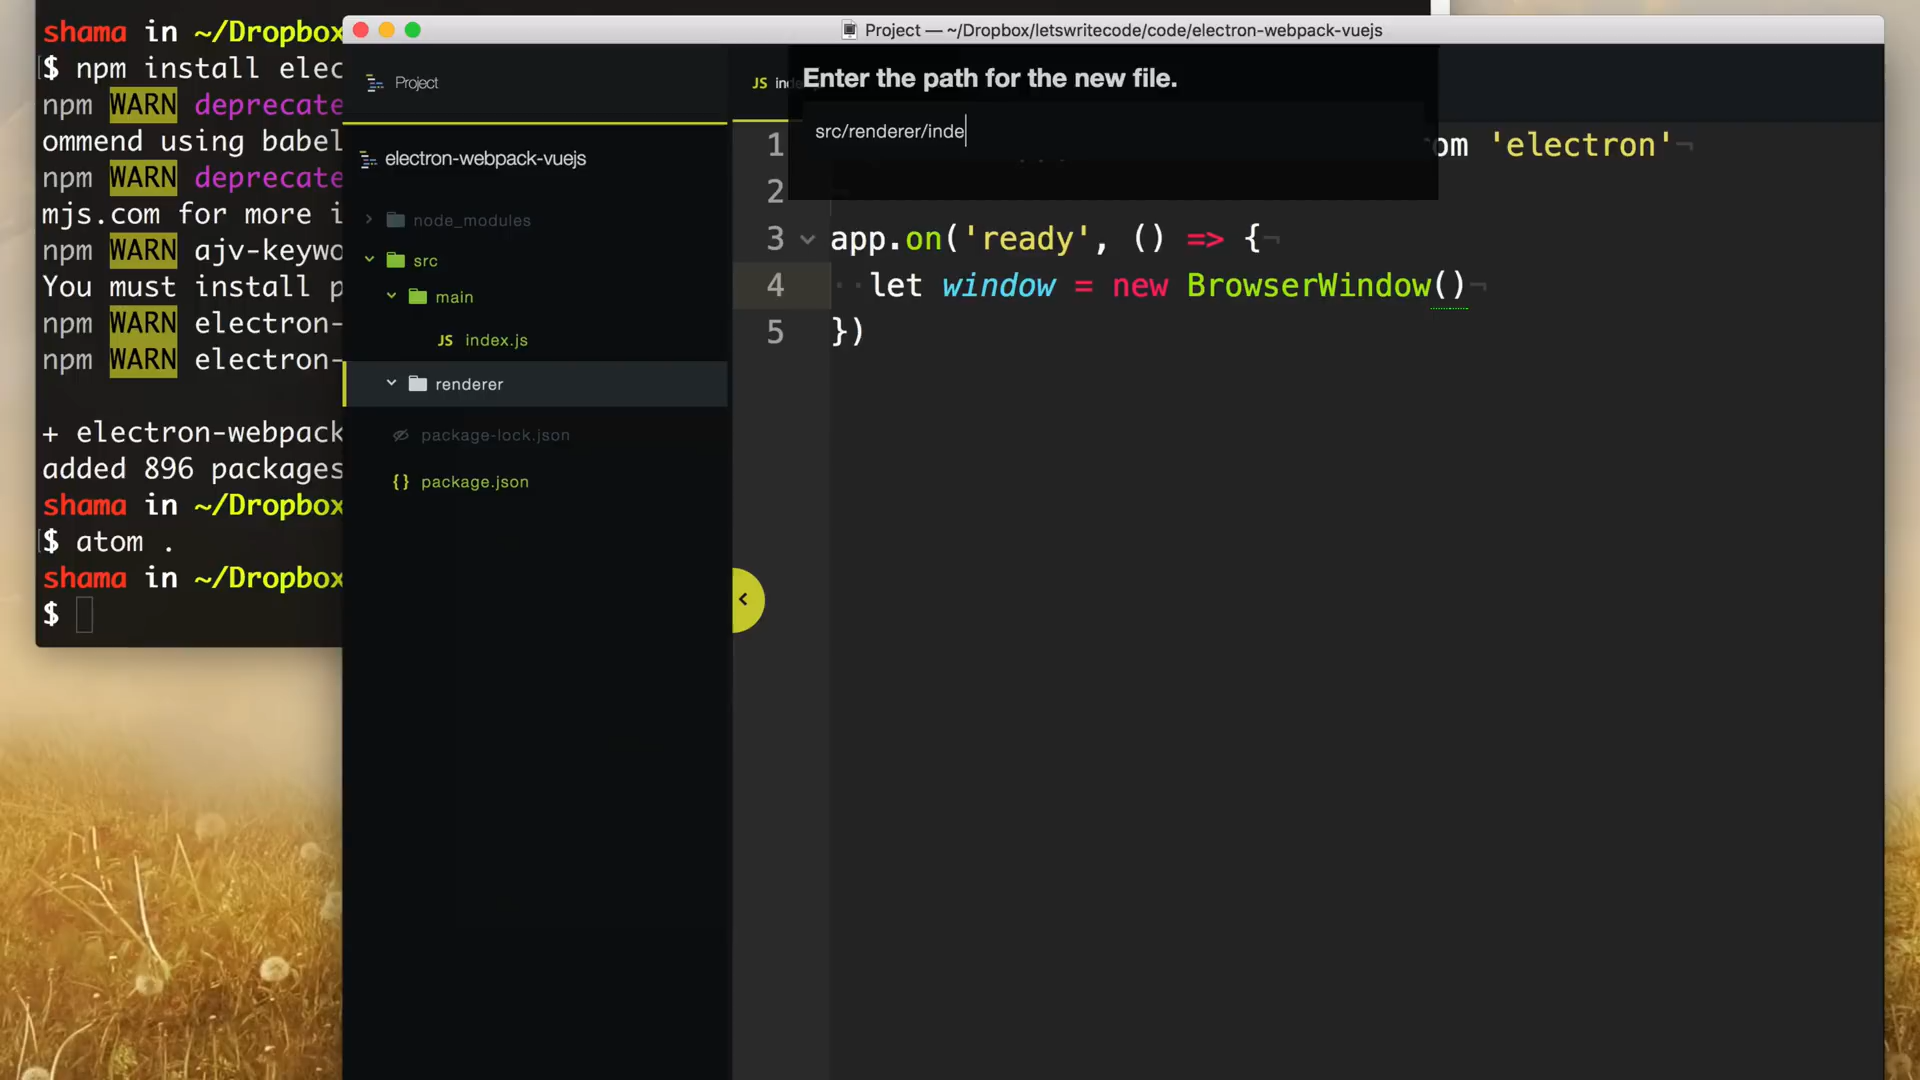 shama in ~/Dropbox
$ npm install elec
npm WARN deprecate
ommend using babel
npm WARN deprecate
mjs.com for more i
npm WARN ajv-keywo
You must install p
npm WARN electron-
npm WARN electron-
+ electron-webpack
added 896 packages
shama in ~/Dropbox
$ atom .
shama in ~/Dropbox
$
Project — ~/Dropbox/letswritecode/code/electron-webpack-vuejs
Project
electron-webpack-vuejs
node_modules
src
main
JS index.js
renderer
package-lock.json
{} package.json
JS ind
Enter the path for the new file.
src/renderer/inde
1 om 'electron'¬
2 ¬
3 app.on('ready', () => {¬
4 let window = new BrowserWindow()¬
5 })